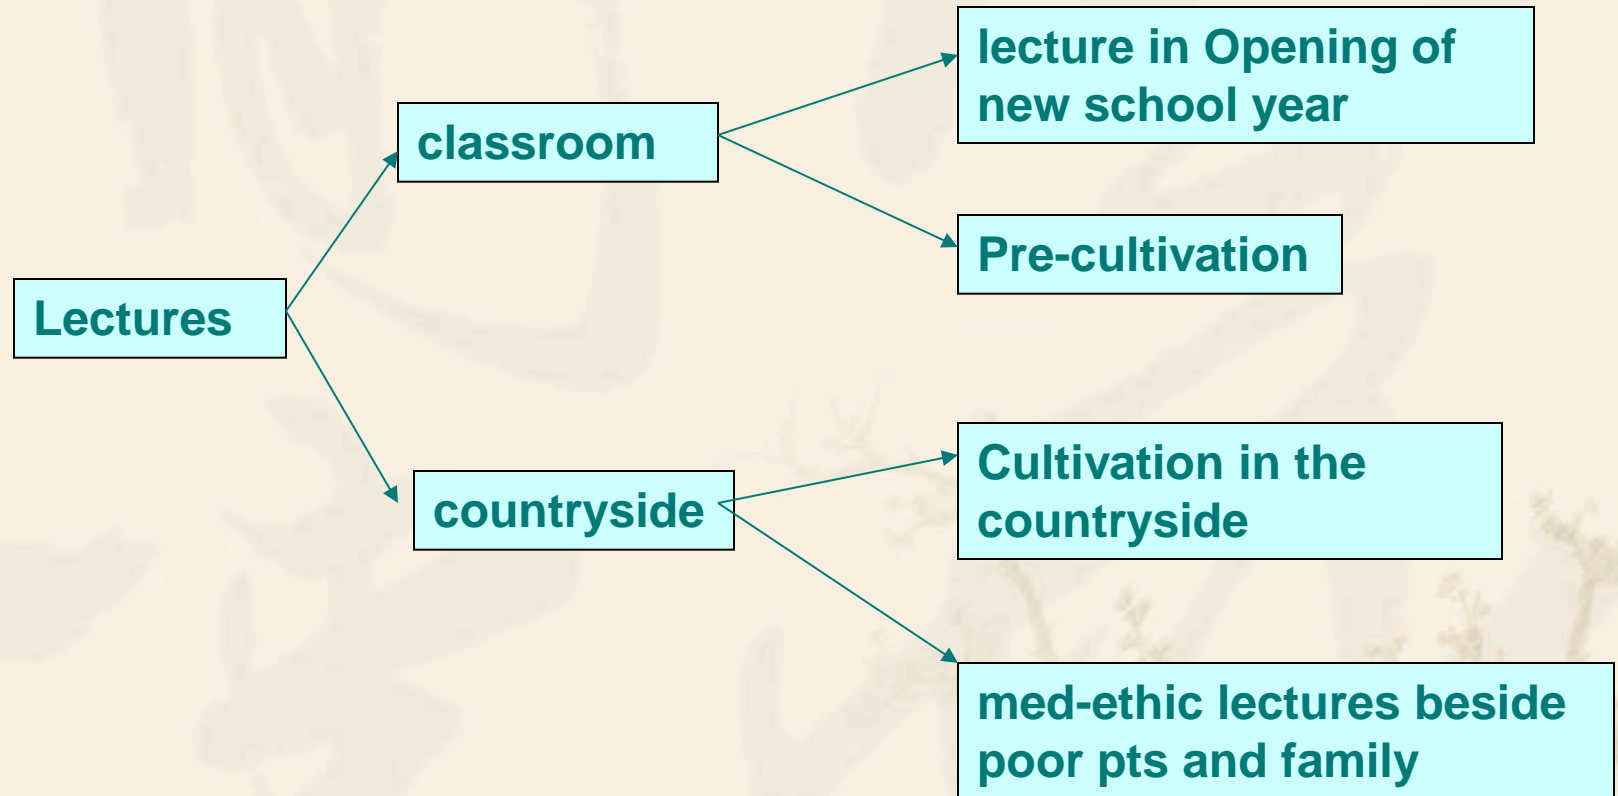 Lectures
classroom
lecture in Opening of
new school year
Pre-cultivation
countryside
Cultivation in the
countryside
med-ethic lectures beside
poor pts and family